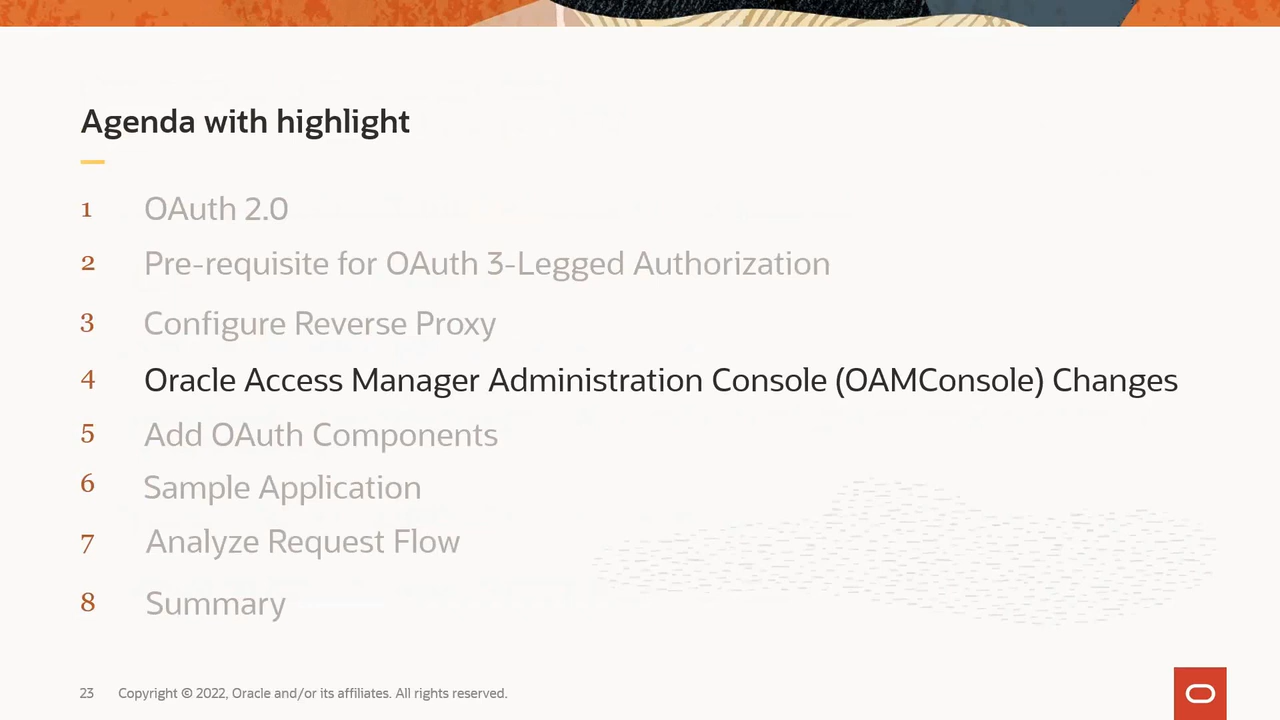 Agenda with highlight
1 OAuth 2.0
2 Pre-requisite for OAuth 3-Legged Authorization
3 Configure Reverse Proxy
4 Oracle Access Manager Administration Console (OAMConsole) Changes
5 Add OAuth Components
6 Sample Application
7 Analyze Request Flow
8 Summary
23 Copyright © 2022, Oracle and/or its affiliates. All rights reserved.